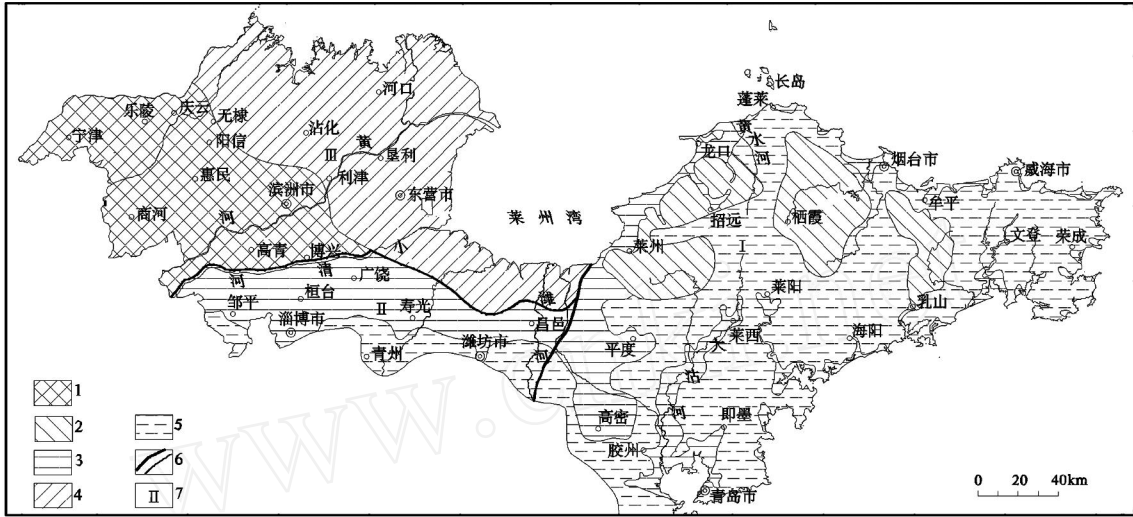 长岛
蓬莱
河口
乐陵
庆云
无棣
黄
水
河
宁津
沾化
黄
龙口
烟台市
阳信
Ⅲ
垦利
威海市
惠民
利津
滨洲市
东营市
招远
栖霞
牟平
商河
河
莱州湾
文登
荣成
高青
博兴
小
莱州
Ⅰ
清
河
广饶
潍
莱阳
邹平
桓台
Ⅱ
寿光
昌邑
乳山
淄博市
莱西
海阳
青州
潍坊市
河
平度
大
沽
河
高密
即墨
胶州
青岛市
1
2
3
4
5
6
Ⅱ 7
0 20 40km
www.c